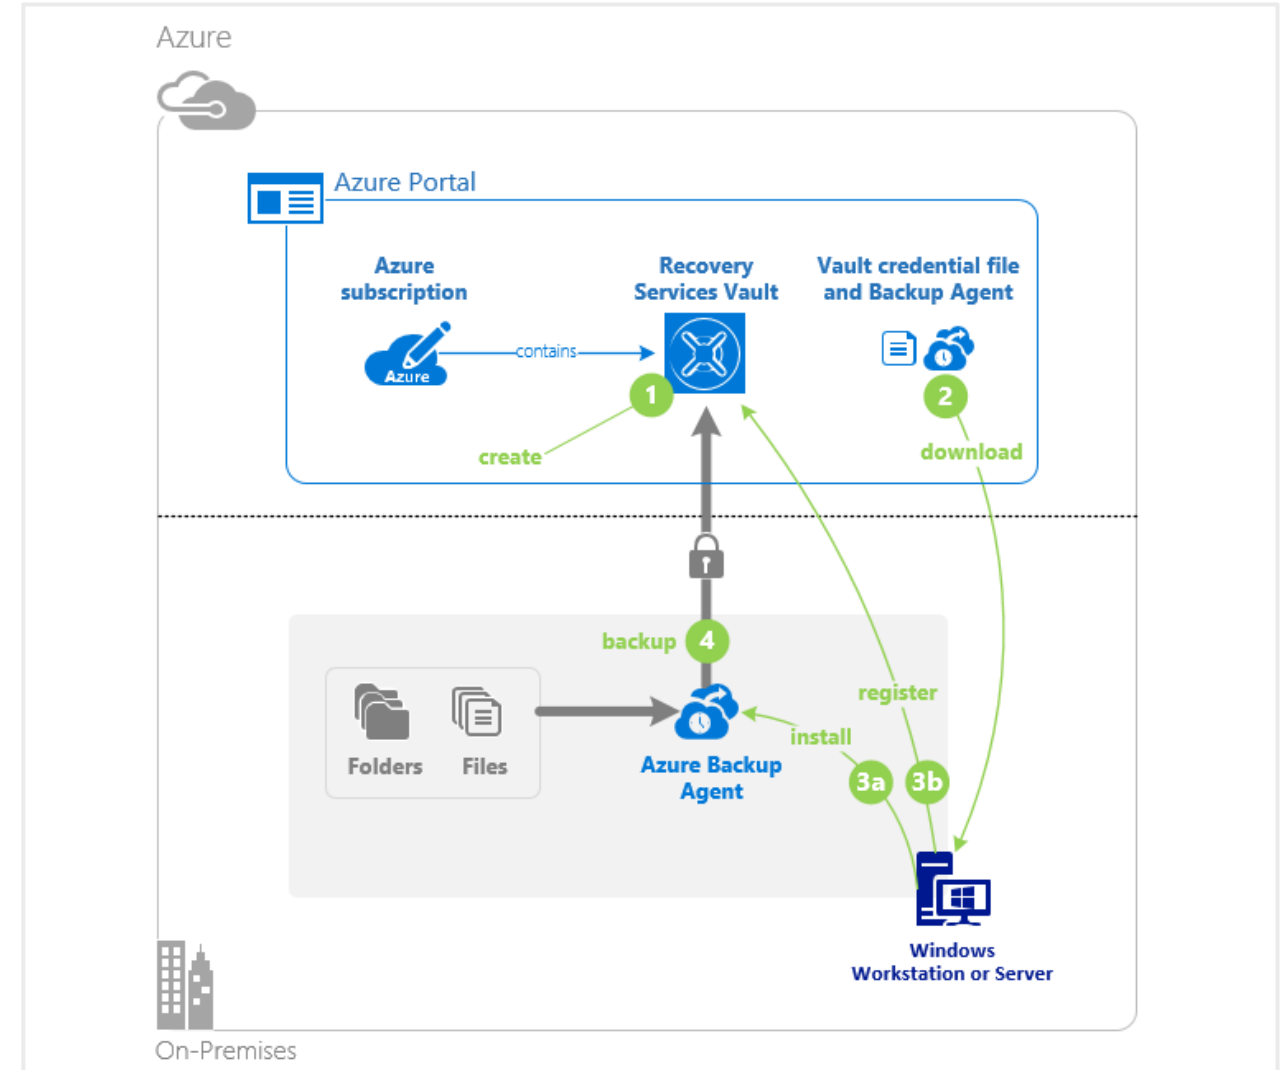 Azure
Azure Portal
Azure
subscription
Recovery
Services Vault
Vault credential file
and Backup Agent
contains
Azure
1
2
create
download
backup
4
register
install
Folders
Files
Azure Backup
Agent
3a
3b
Windows
Workstation or Server
On-Premises